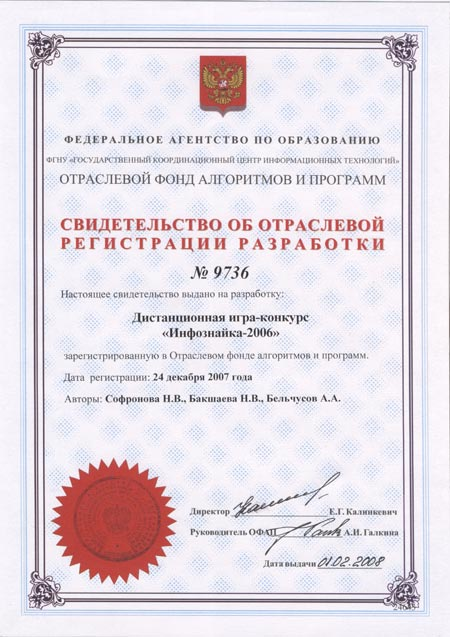 ФЕДЕРАЛЬНОЕ АГЕНТСТВО ПО ОБРАЗОВАНИЮ
ФГНУ «ГОСУДАРСТВЕННЫЙ КООРДИНАЦИОННЫЙ ЦЕНТР ИНФОРМАЦИОННЫХ ТЕХНОЛОГИЙ»
ОТРАСЛЕВОЙ ФОНД АЛГОРИТМОВ И ПРОГРАММ
СВИДЕТЕЛЬСТВО ОБ ОТРАСЛЕВОЙ
РЕГИСТРАЦИИ РАЗРАБОТКИ
№ 9736
Настоящее свидетельство выдано на разработку:
Дистанционная игра-конкурс
«Инфознайка-2006»
зарегистрированную в Отраслевом фонде алгоритмов и программ.
Дата регистрации: 24 декабря 2007 года
Авторы: Софронова Н.В., Бакшаева Н.В., Бельчусов А.А.
Директор Е.Г. Калинкевич
Руководитель ОФАП А.И. Галкина
Дата выдачи 01.02.2008